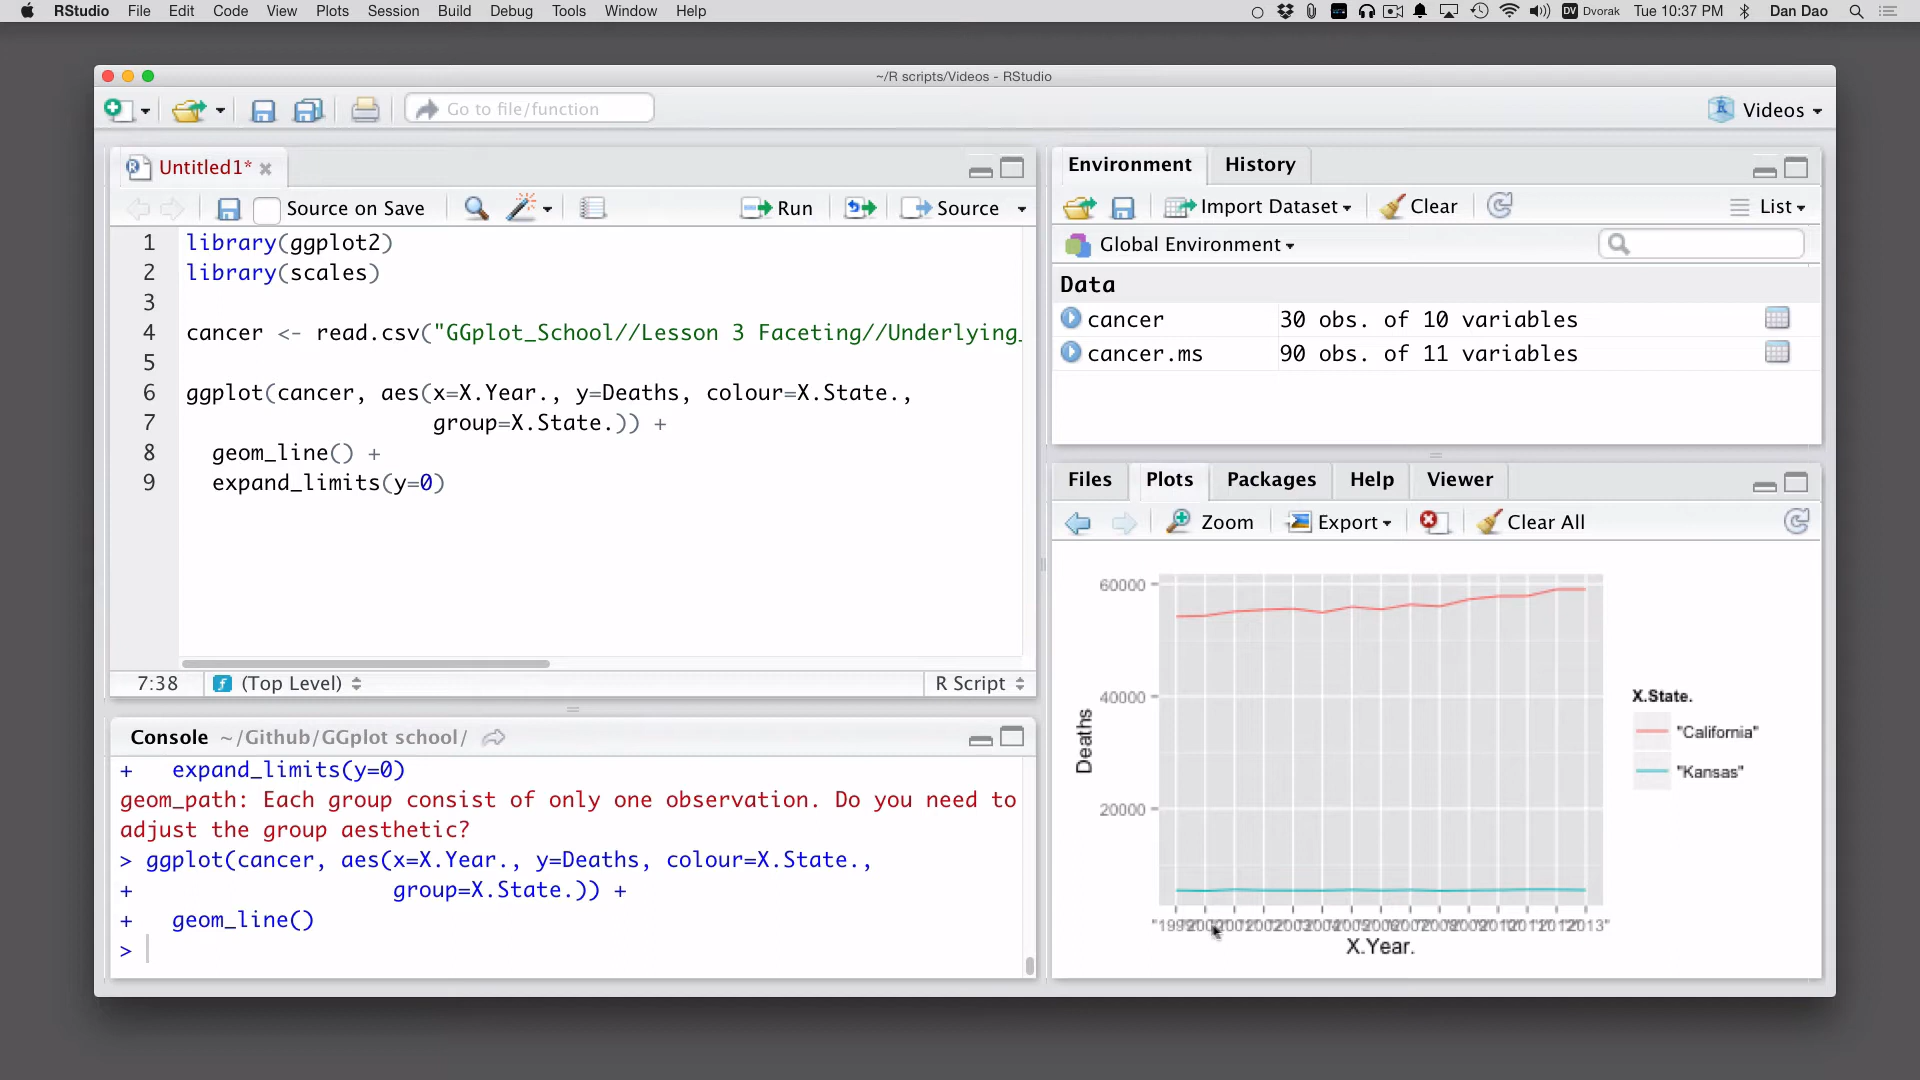 RStudio File Edit Code View Plots Session Build Debug Tools Window Help DV Dvorak Tue 10:37 PM Dan Dao
~/R scripts/Videos - RStudio
Go to file/function
Videos
Untitled1*
Source on Save Run Source
1 library(ggplot2)
2 library(scales)
3
4 cancer <- read.csv("GGplot_School//Lesson 3 Faceting//Underlying_
5
6 ggplot(cancer, aes(x=X.Year., y=Deaths, colour=X.State.,
7 group=X.State.)) +
8 geom_line() +
9 expand_limits(y=0)
7:38 (Top Level) R Script
Console ~/Github/GGplot school/
+ expand_limits(y=0)
geom_path: Each group consist of only one observation. Do you need to
adjust the group aesthetic?
> ggplot(cancer, aes(x=X.Year., y=Deaths, colour=X.State.,
+ group=X.State.)) +
+ geom_line()
>
Environment History
Import Dataset Clear List
Global Environment
Data
cancer 30 obs. of 10 variables
cancer.ms 90 obs. of 11 variables
Files Plots Packages Help Viewer
Zoom Export Clear All
60000
40000
20000
Deaths
X.State.
"California"
"Kansas"
X.Year.